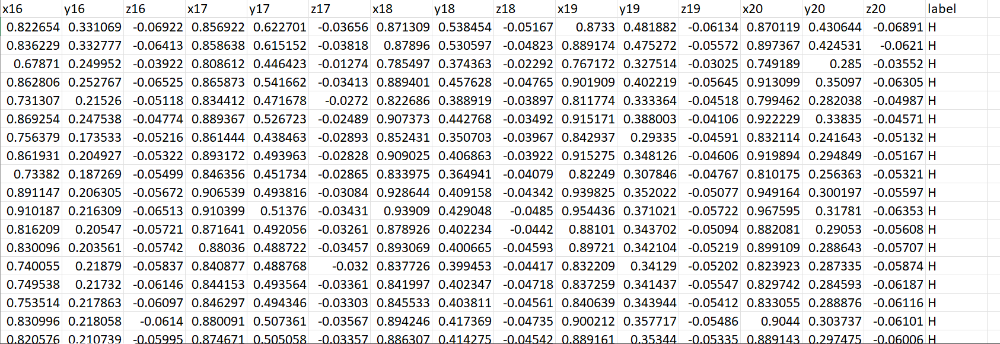 x16 y16 z16 x17 y17 z17 x18 y18 z18 x19 y19 z19 x20 y20 z20 label
0.822654 0.331069 -0.06922 0.856922 0.622701 -0.03656 0.871309 0.538454 -0.05167 0.8733 0.481882 -0.06134 0.870119 0.430644 -0.06891 H
0.836229 0.332777 -0.06413 0.858638 0.615152 -0.03818 0.87896 0.530597 -0.04823 0.889174 0.475272 -0.05572 0.897367 0.424531 -0.0621 H
0.67871 0.249952 -0.03922 0.808612 0.446423 -0.01274 0.785497 0.374363 -0.02292 0.767172 0.327514 -0.03025 0.749189 0.285 -0.03552 H
0.862806 0.252767 -0.06525 0.865873 0.541662 -0.03413 0.889401 0.457628 -0.04765 0.901909 0.402219 -0.05645 0.913099 0.35097 -0.06305 H
0.731307 0.21526 -0.05118 0.834412 0.471678 -0.0272 0.822686 0.388919 -0.03897 0.811774 0.333364 -0.04518 0.799462 0.282038 -0.04987 H
0.869254 0.247538 -0.04774 0.889367 0.526723 -0.02489 0.907373 0.442768 -0.03492 0.915171 0.388003 -0.04106 0.922229 0.33835 -0.04571 H
0.756379 0.173533 -0.05216 0.861444 0.438463 -0.02893 0.852431 0.350703 -0.03967 0.842937 0.29335 -0.04591 0.832114 0.241643 -0.05132 H
0.861931 0.204927 -0.05322 0.893172 0.493963 -0.02828 0.909025 0.406863 -0.03922 0.915275 0.348126 -0.04606 0.919894 0.294849 -0.05167 H
0.73382 0.187269 -0.05499 0.846356 0.451734 -0.02865 0.833975 0.364941 -0.04079 0.82249 0.307846 -0.04767 0.810175 0.256363 -0.05321 H
0.891147 0.206305 -0.05672 0.906539 0.493816 -0.03084 0.928644 0.409158 -0.04342 0.939825 0.352022 -0.05077 0.949164 0.300197 -0.05597 H
0.910187 0.216309 -0.06513 0.910399 0.51376 -0.03431 0.93909 0.429048 -0.0485 0.954436 0.371021 -0.05722 0.967595 0.31781 -0.06353 H
0.816209 0.20547 -0.05721 0.871641 0.492056 -0.03261 0.878926 0.402234 -0.0442 0.88101 0.343702 -0.05094 0.882081 0.29053 -0.05608 H
0.830096 0.203561 -0.05742 0.88036 0.488722 -0.03457 0.893069 0.400665 -0.04593 0.89721 0.342104 -0.05219 0.899109 0.288643 -0.05707 H
0.740055 0.21879 -0.05837 0.840877 0.488768 -0.032 0.837726 0.399453 -0.04417 0.832209 0.34129 -0.05202 0.823923 0.287335 -0.05874 H
0.749538 0.21732 -0.06146 0.844153 0.493564 -0.03361 0.841997 0.402347 -0.04718 0.837259 0.341437 -0.05547 0.829742 0.284593 -0.06187 H
0.753514 0.217863 -0.06097 0.846297 0.494346 -0.03303 0.845533 0.403811 -0.04561 0.840639 0.343944 -0.05412 0.833055 0.288876 -0.06116 H
0.830996 0.218058 -0.0614 0.880091 0.507361 -0.03567 0.894246 0.417369 -0.04735 0.900212 0.357717 -0.05486 0.9044 0.303737 -0.06101 H
0.820576 0.210739 -0.05995 0.874671 0.505058 -0.03357 0.886307 0.414275 -0.04542 0.889161 0.35344 -0.05335 0.889143 0.297475 -0.06006 H